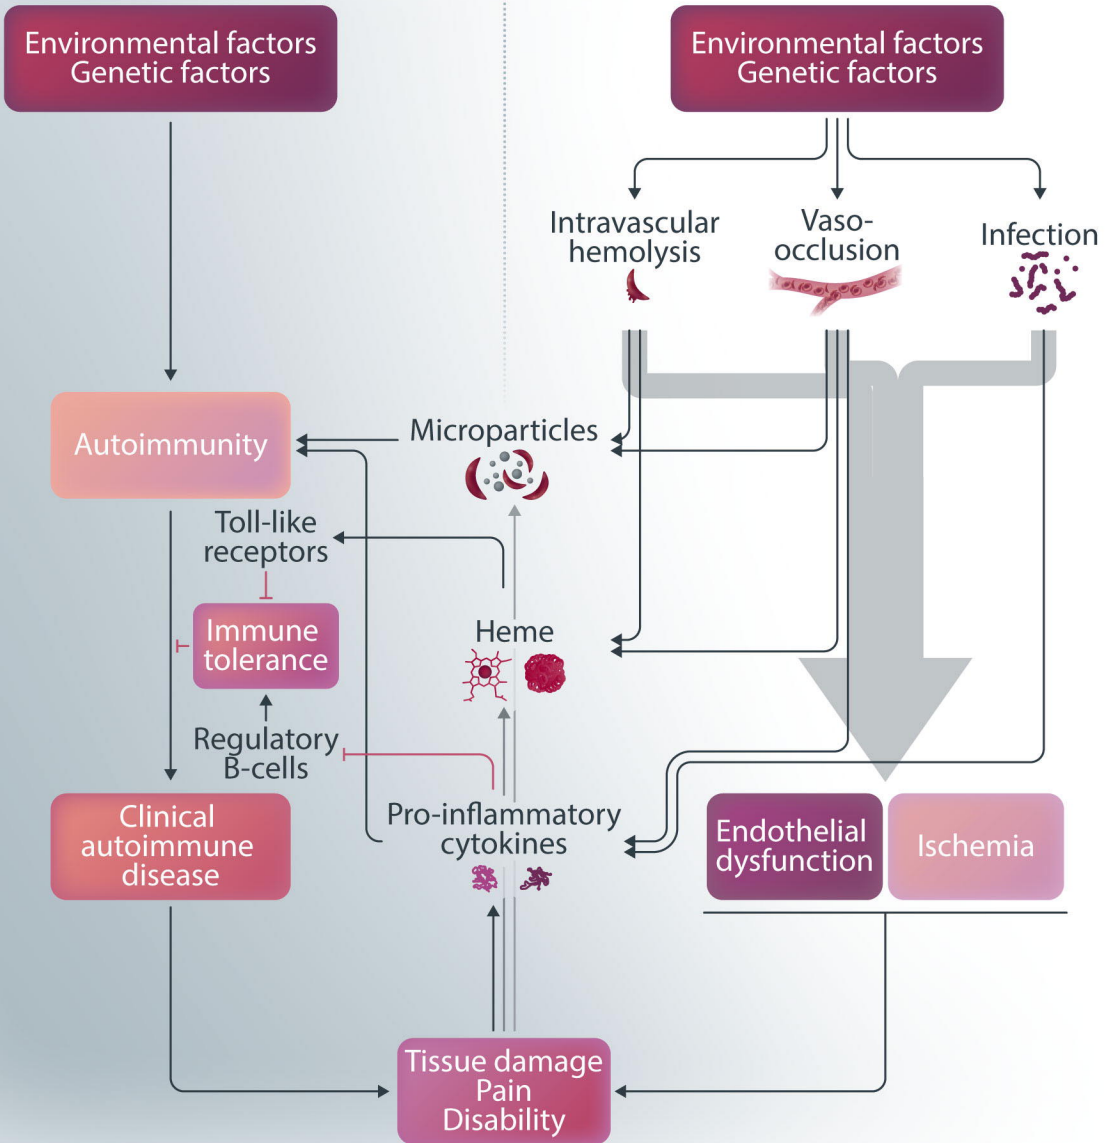 Environmental factors
Genetic factors
Environmental factors
Genetic factors
Intravascular
hemolysis
Vaso-
occlusion
Infection
Autoimmunity
Microparticles
Toll-like
receptors
Immune
tolerance
Heme
Regulatory
B-cells
Clinical
autoimmune
disease
Pro-inflammatory
cytokines
Endothelial
dysfunction
Ischemia
Tissue damage
Pain
Disability